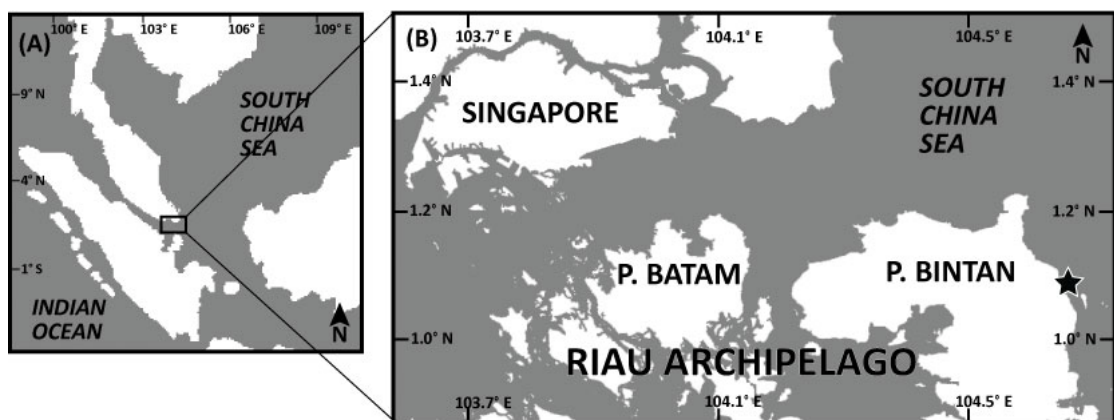 (A)
100° E
103° E
106° E
109° E
9° N
4° N
1° S
SOUTH
CHINA
SEA
INDIAN
OCEAN
N
(B)
103.7° E
104.1° E
104.5° E
N
1.4° N
1.4° N
SINGAPORE
SOUTH
CHINA
SEA
1.2° N
1.2° N
P. BATAM
P. BINTAN
1.0° N
1.0° N
RIAU ARCHIPELAGO
103.7° E
104.1° E
104.5° E